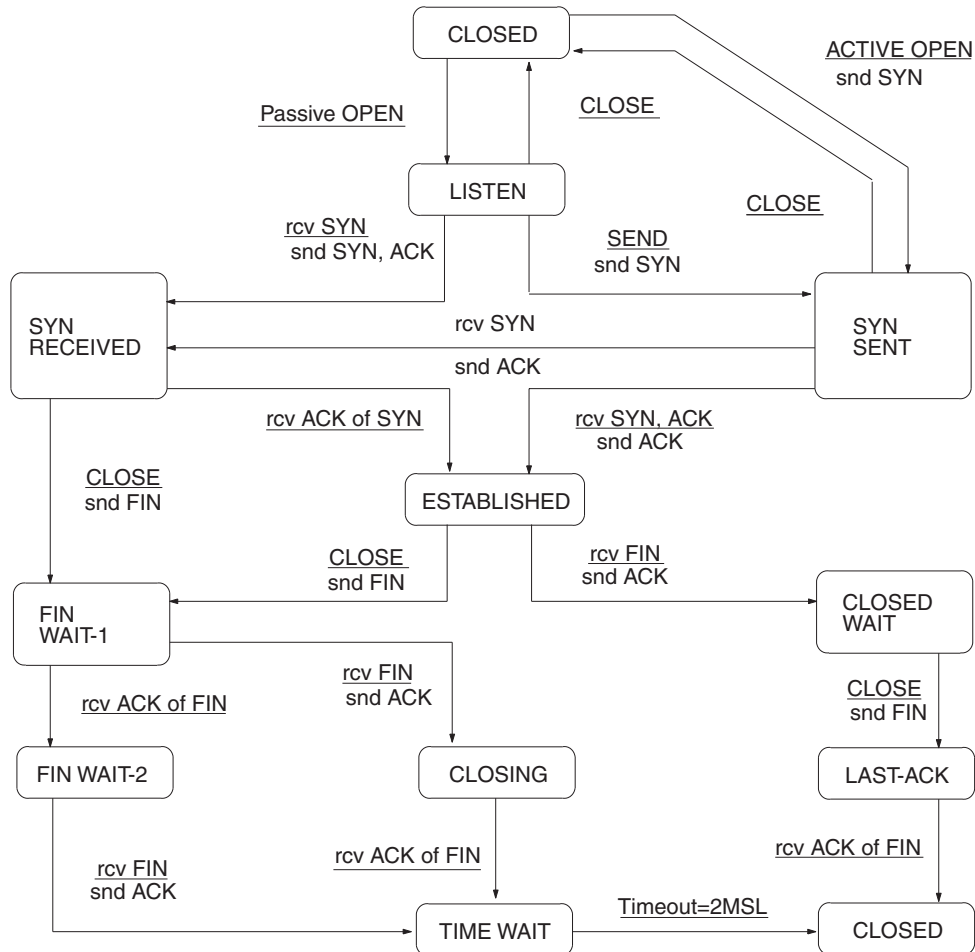 CLOSED
ACTIVE OPEN
snd SYN
Passive OPEN
CLOSE
LISTEN
CLOSE
rcv SYN
snd SYN, ACK
SEND
snd SYN
SYN
RECEIVED
rcv SYN
SYN
SENT
snd ACK
rcv ACK of SYN
rcv SYN, ACK
snd ACK
CLOSE
snd FIN
ESTABLISHED
CLOSE
snd FIN
rcv FIN
snd ACK
FIN
WAIT-1
CLOSED
WAIT
rcv ACK of FIN
rcv FIN
snd ACK
CLOSE
snd FIN
FIN WAIT-2
CLOSING
LAST-ACK
rcv FIN
snd ACK
rcv ACK of FIN
rcv ACK of FIN
TIME WAIT
Timeout=2MSL
CLOSED